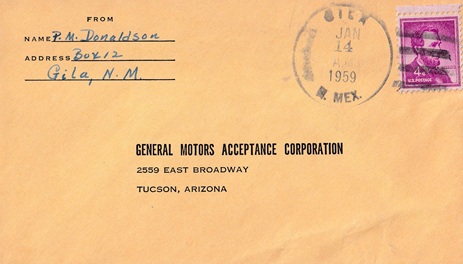 FROM
NAME P. M. Donaldson
ADDRESS Box 12
Gila, N. M.
GILA
JAN
14
A.M.
1959
N. MEX.
4¢
U.S. POSTAGE
GENERAL MOTORS ACCEPTANCE CORPORATION
2559 EAST BROADWAY
TUCSON, ARIZONA